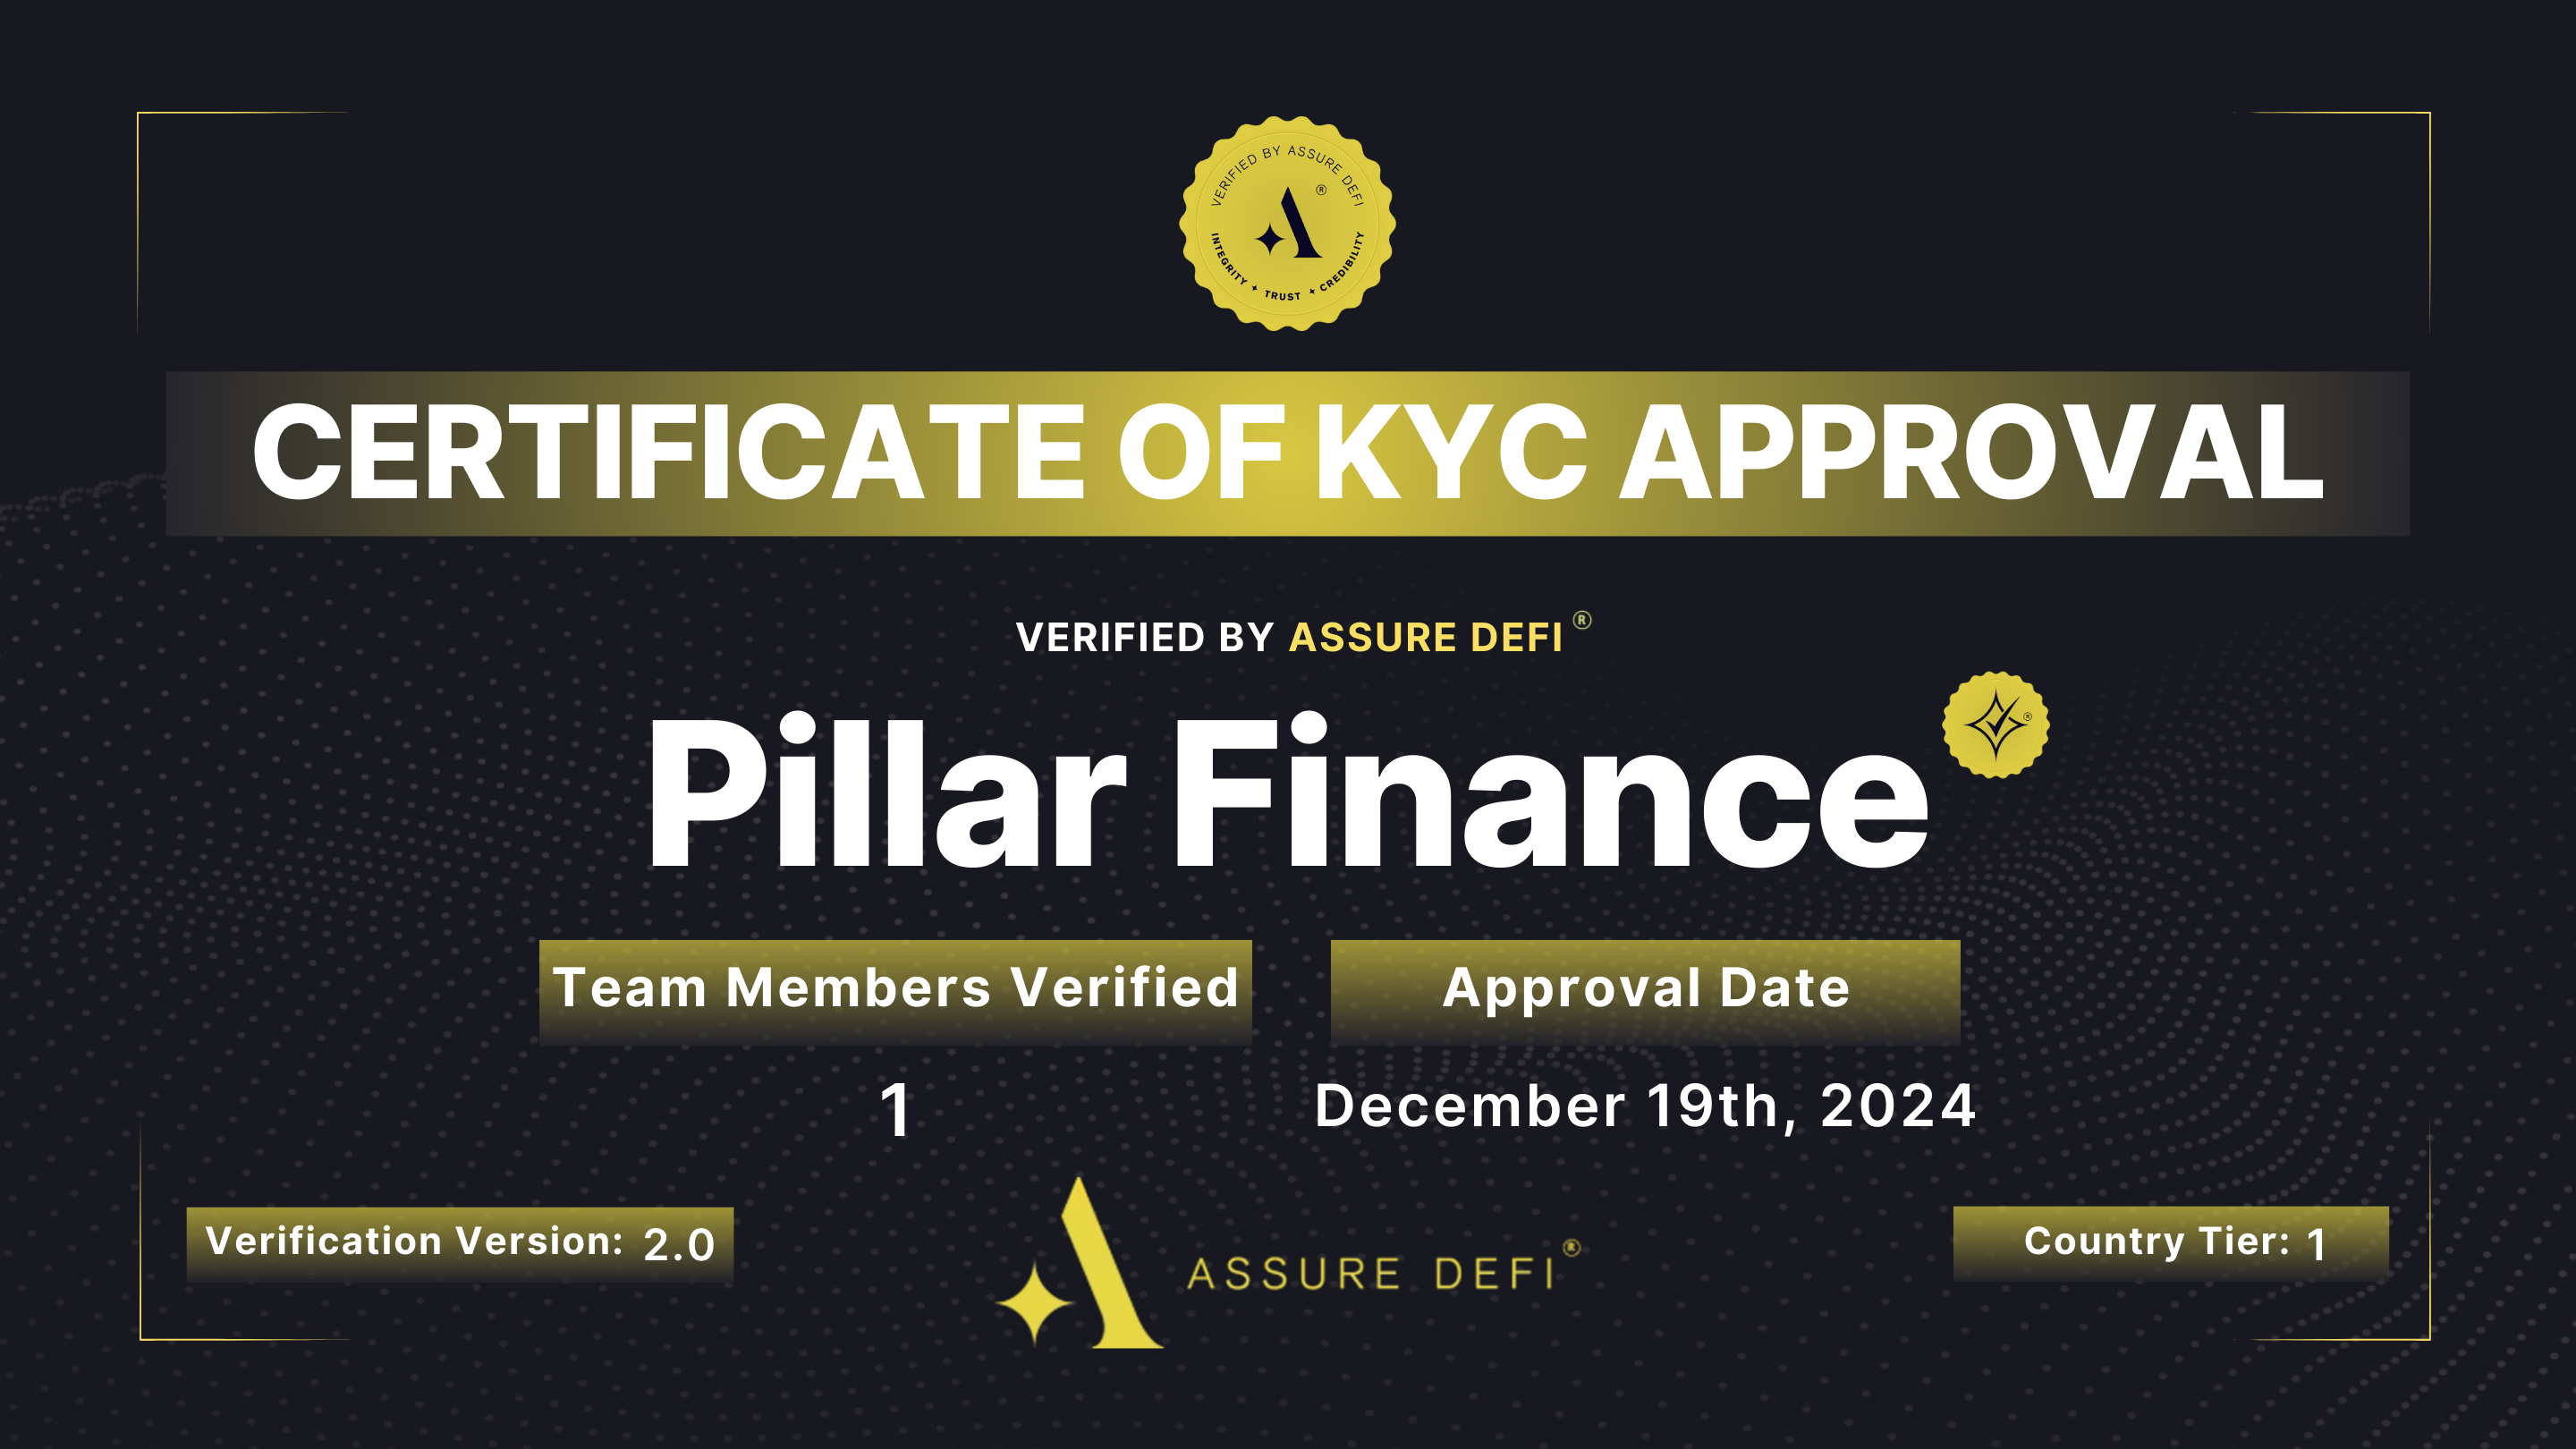 VERIFIED BY ASSURE DEFI
®
INTEGRITY ✦ TRUST ✦ CREDIBILITY
CERTIFICATE OF KYC APPROVAL
VERIFIED BY ASSURE DEFI ®
Pillar Finance
®
Team Members Verified
1
Approval Date
December 19th, 2024
Verification Version: 2.0
ASSURE DEFI ®
Country Tier: 1